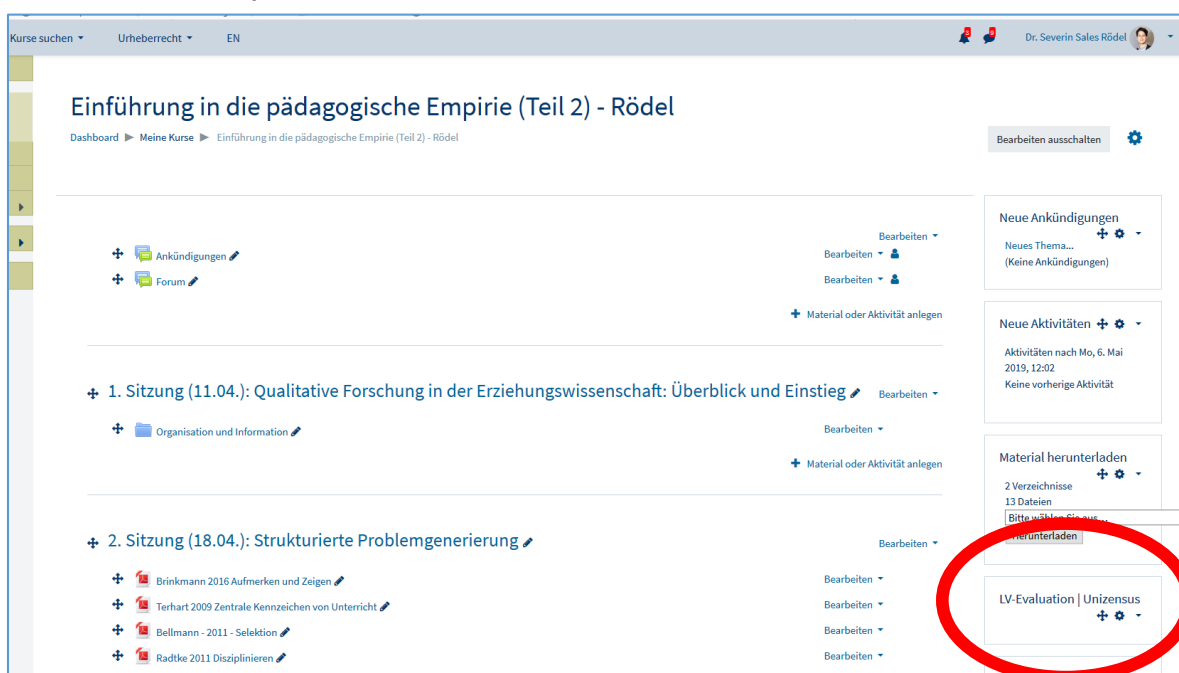 Kurse suchen
Urheberrecht
EN
3
9
Dr. Severin Sales Rödel
Einführung in die pädagogische Empirie (Teil 2) - Rödel
Dashboard ▶ Meine Kurse ▶ Einführung in die pädagogische Empirie (Teil 2) - Rödel
Bearbeiten ausschalten
Bearbeiten
Ankündigungen
Bearbeiten
Forum
Bearbeiten
+ Material oder Aktivität anlegen
1. Sitzung (11.04.): Qualitative Forschung in der Erziehungswissenschaft: Überblick und Einstieg
Bearbeiten
Organisation und Information
Bearbeiten
+ Material oder Aktivität anlegen
2. Sitzung (18.04.): Strukturierte Problemgenerierung
Bearbeiten
Brinkmann 2016 Aufmerken und Zeigen
Bearbeiten
Terhart 2009 Zentrale Kennzeichen von Unterricht
Bearbeiten
Bellmann - 2011 - Selektion
Bearbeiten
Radtke 2011 Disziplinieren
Bearbeiten
Neue Ankündigungen
Neues Thema...
(Keine Ankündigungen)
Neue Aktivitäten
Aktivitäten nach Mo, 6. Mai
2019, 12:02
Keine vorherige Aktivität
Material herunterladen
2 Verzeichnisse
13 Dateien
Bitte wählen Sie aus...
Herunterladen
LV-Evaluation | Unizensus